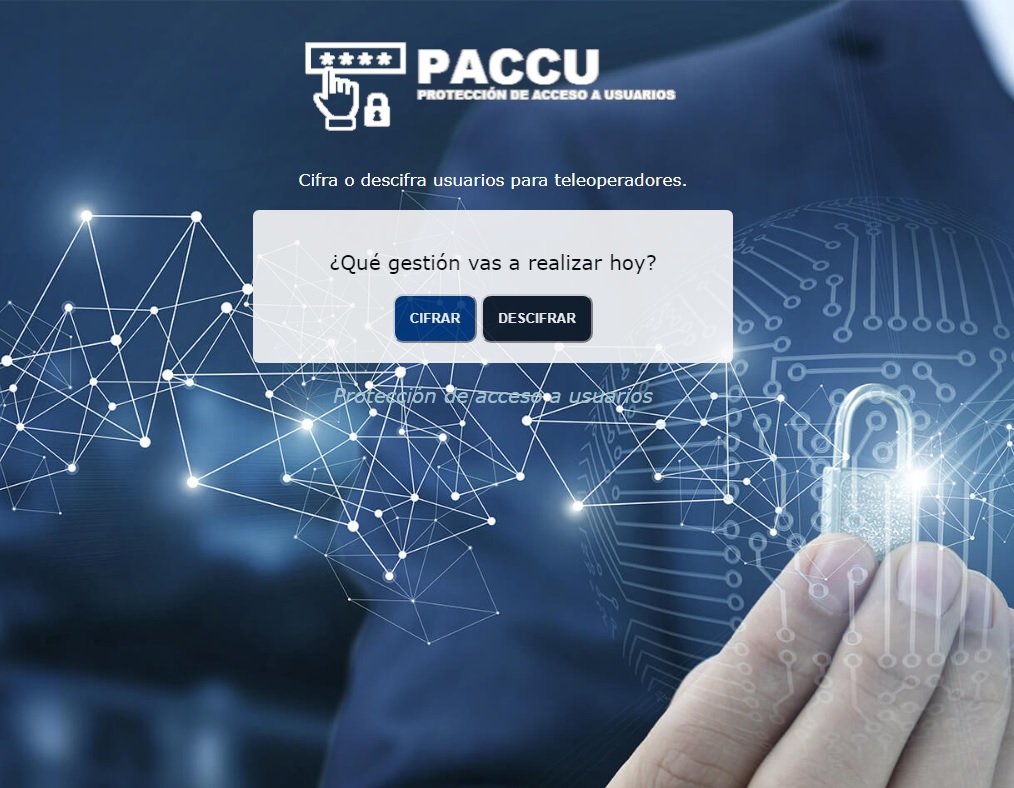 ****
PACCU
PROTECCIÓN DE ACCESO A USUARIOS
Cifra o descifra usuarios para teleoperadores.
¿Qué gestión vas a realizar hoy?
CIFRAR DESCIFRAR
Protección de acceso a usuarios